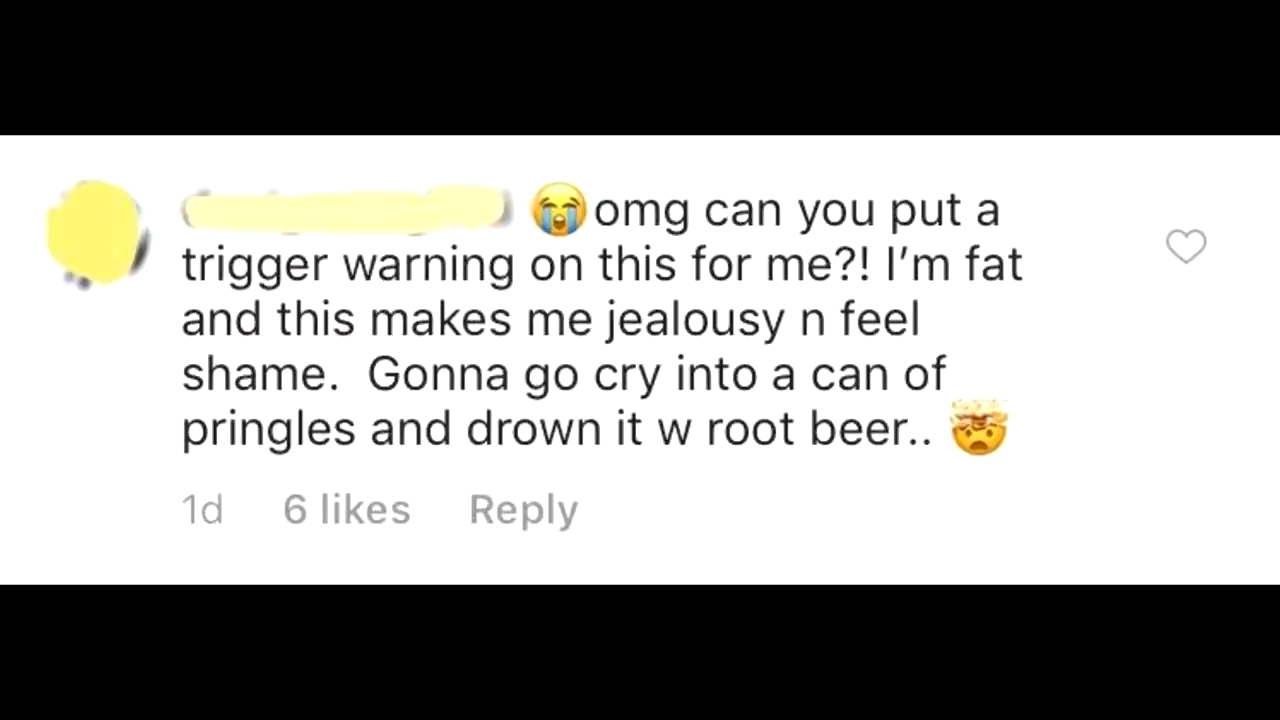 😭omg can you put a
trigger warning on this for me?! I’m fat
and this makes me jealousy n feel
shame.  Gonna go cry into a can of
pringles and drown it w root beer.. 🤯
1d 6 likes Reply